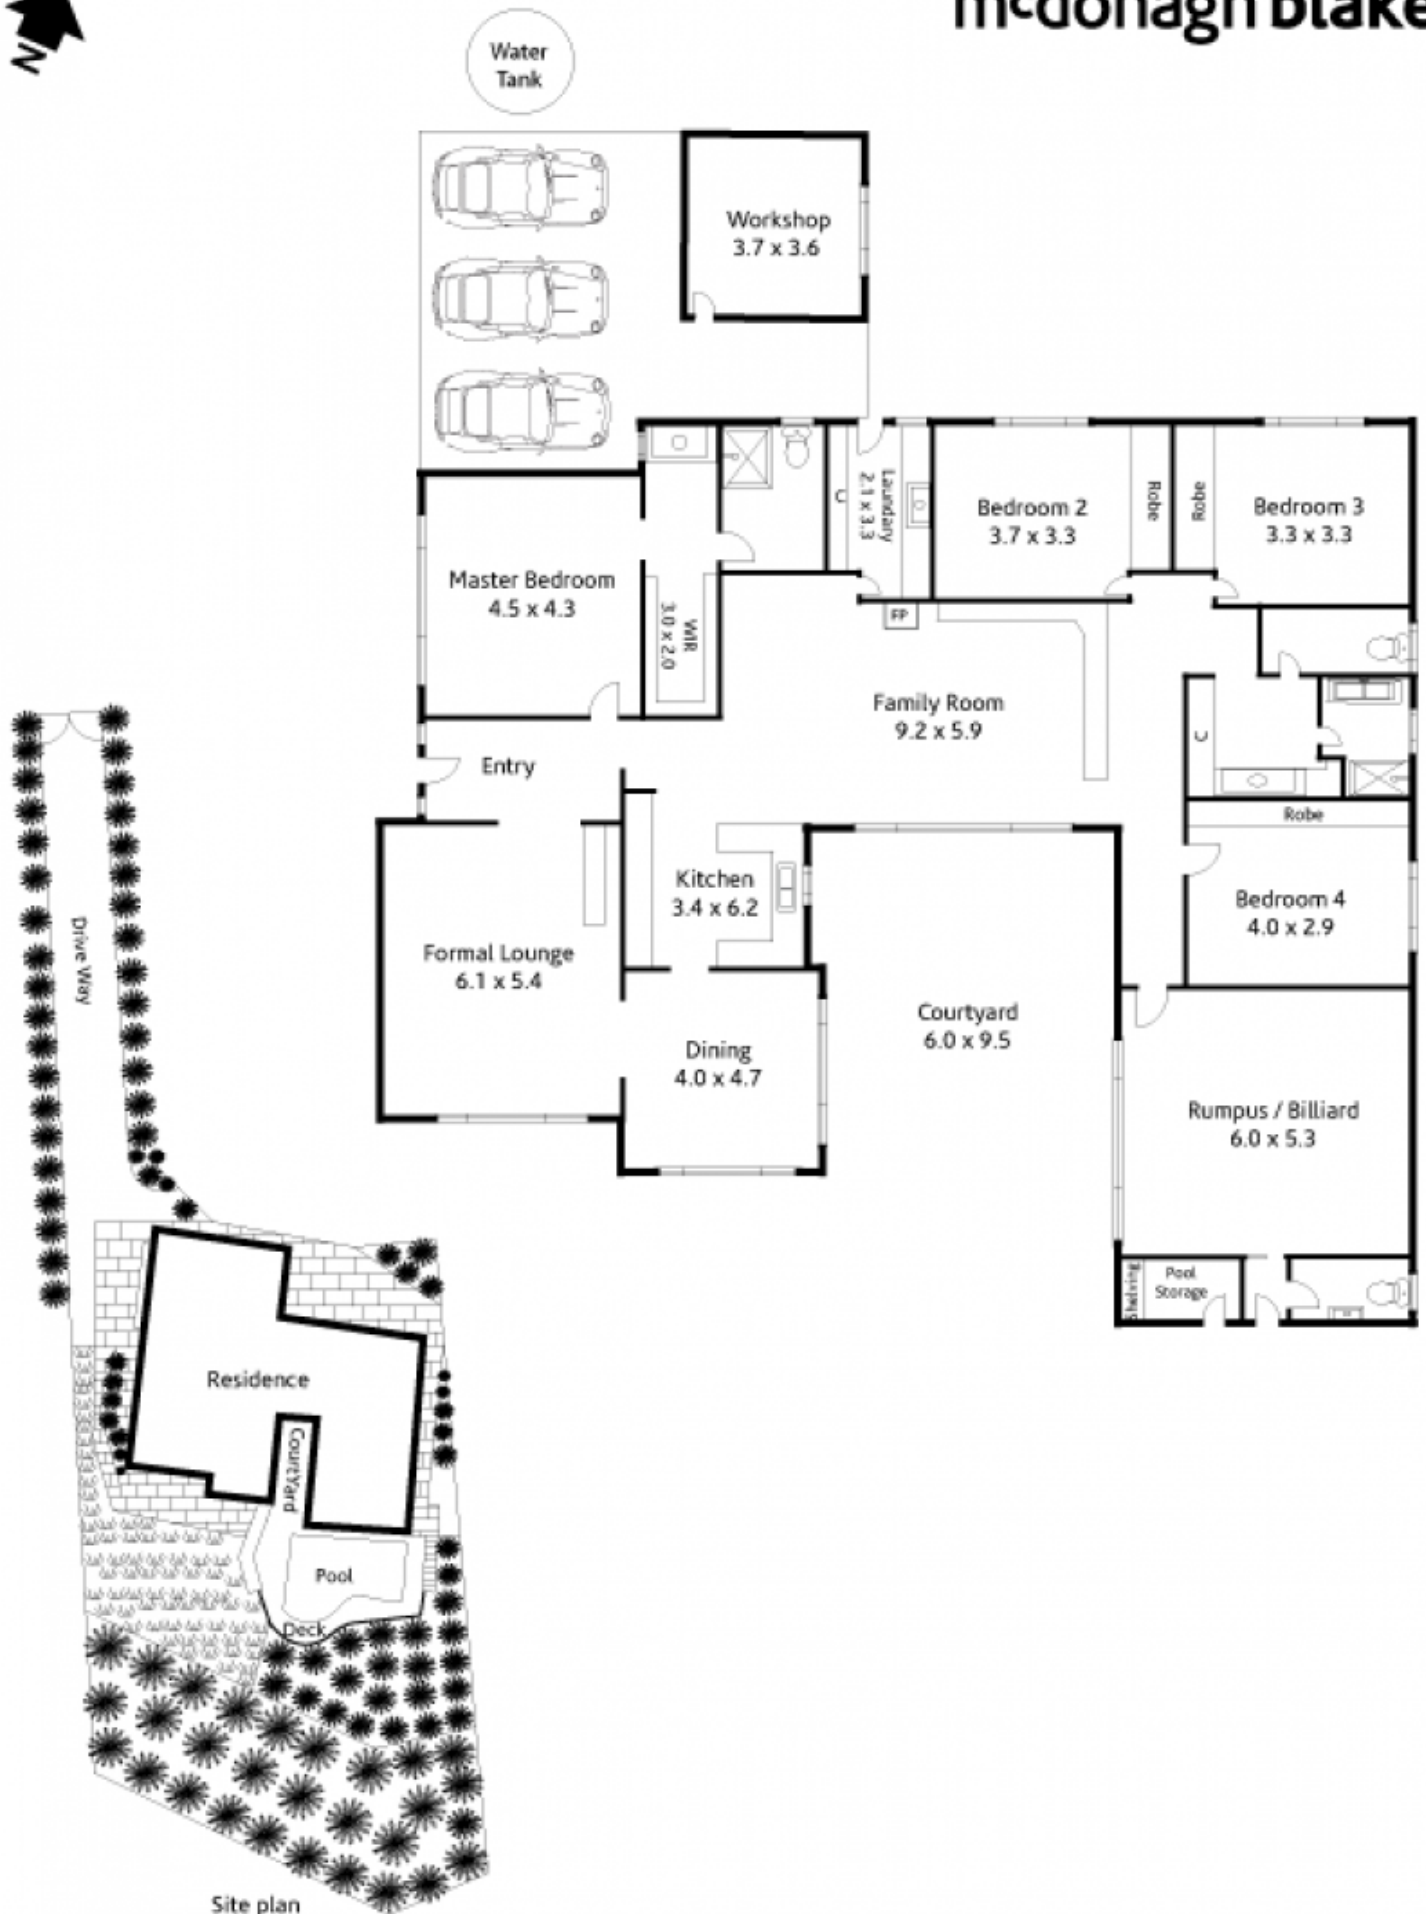 mcdonagh blake
N
Water
Tank
Workshop
3.7 x 3.6
Master Bedroom
4.5 x 4.3
WIR
3.0 x 2.0
C
Laundary
2.1 x 3.3
Bedroom 2
3.7 x 3.3
Robe
Robe
Bedroom 3
3.3 x 3.3
FP
Family Room
9.2 x 5.9
C
Entry
Robe
Bedroom 4
4.0 x 2.9
Kitchen
3.4 x 6.2
Formal Lounge
6.1 x 5.4
Dining
4.0 x 4.7
Courtyard
6.0 x 9.5
Rumpus / Billiard
6.0 x 5.3
Shelving
Pool
Storage
Drive Way
Residence
CourtYard
Pool
Deck
Site plan